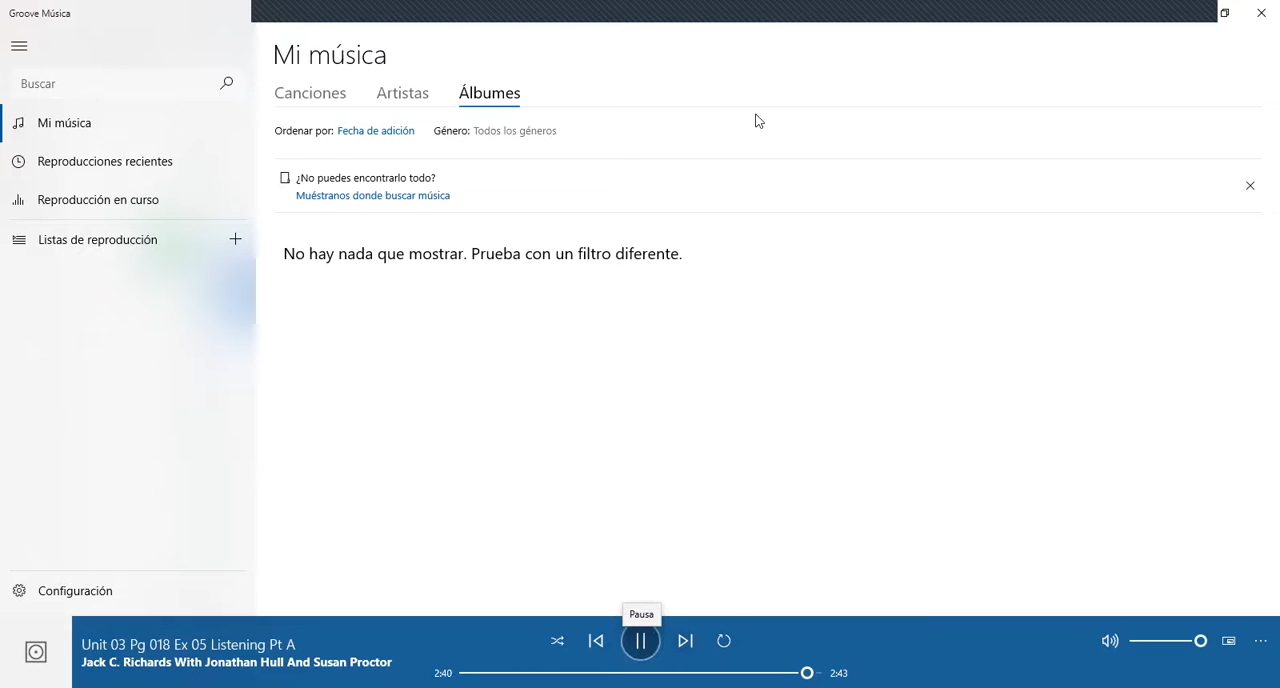 Groove Música
Buscar
Mi música
Reproducciones recientes
Reproducción en curso
Listas de reproducción
Configuración
Mi música
Canciones Artistas Álbumes
Ordenar por: Fecha de adición Género: Todos los géneros
¿No puedes encontrarlo todo?
Muéstranos donde buscar música
No hay nada que mostrar. Prueba con un filtro diferente.
Pausa
Unit 03 Pg 018 Ex 05 Listening Pt A
Jack C. Richards With Jonathan Hull And Susan Proctor
2:40 2:43